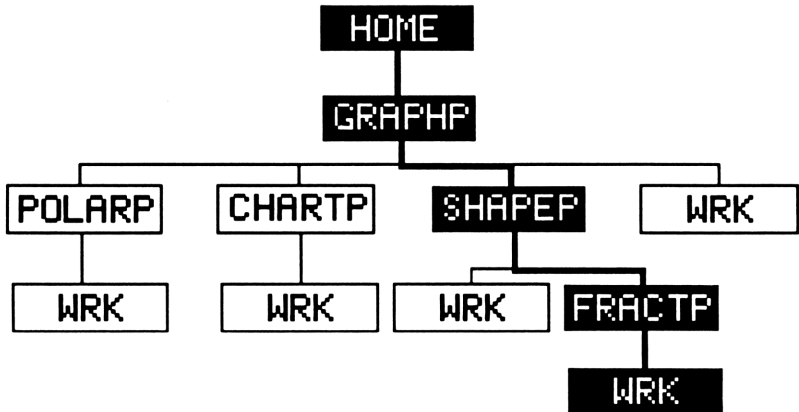 HOME
GRAPHP
POLARP CHARTP SHAPEP WRK
WRK WRK WRK FRACTP
WRK